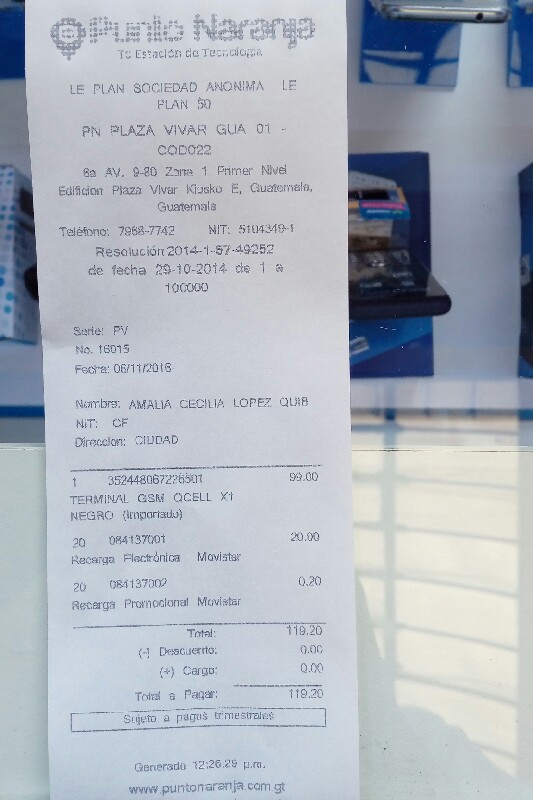 Punto Naranja
Tu Estación de Tecnología
LE PLAN SOCIEDAD ANONIMA LE
PLAN 50
PN PLAZA VIVAR GUA 01 -
COD022
6a AV. 9-80 Zona 1 Primer Nivel
Edificion Plaza Vivar Kiosko E, Guatemala,
Guatemala
Teléfono: 7968-7742 NIT: 5104349-1
Resolución 2014-1-57-49252
de fecha 29-10-2014 de 1 a
100000
Serie: PV
No. 16015
Fecha: 06/11/2016
Nombre: AMALIA CECILIA LOPEZ QUIB
NIT: CF
Direccion: CIUDAD
1 352448067226501 99.00
TERMINAL GSM QCELL X1
NEGRO (Importado)
20 084137001 20.00
Recarga Electrónica Movistar
20 084137002 0.20
Recarga Promocional Movistar
Total: 119.20
(-) Descuento: 0.00
(+) Cargo: 0.00
Total a Pagar: 119.20
Sujeto a pagos trimestrales
Generado 12:26:29 p.m.
www.puntonaranja.com.gt